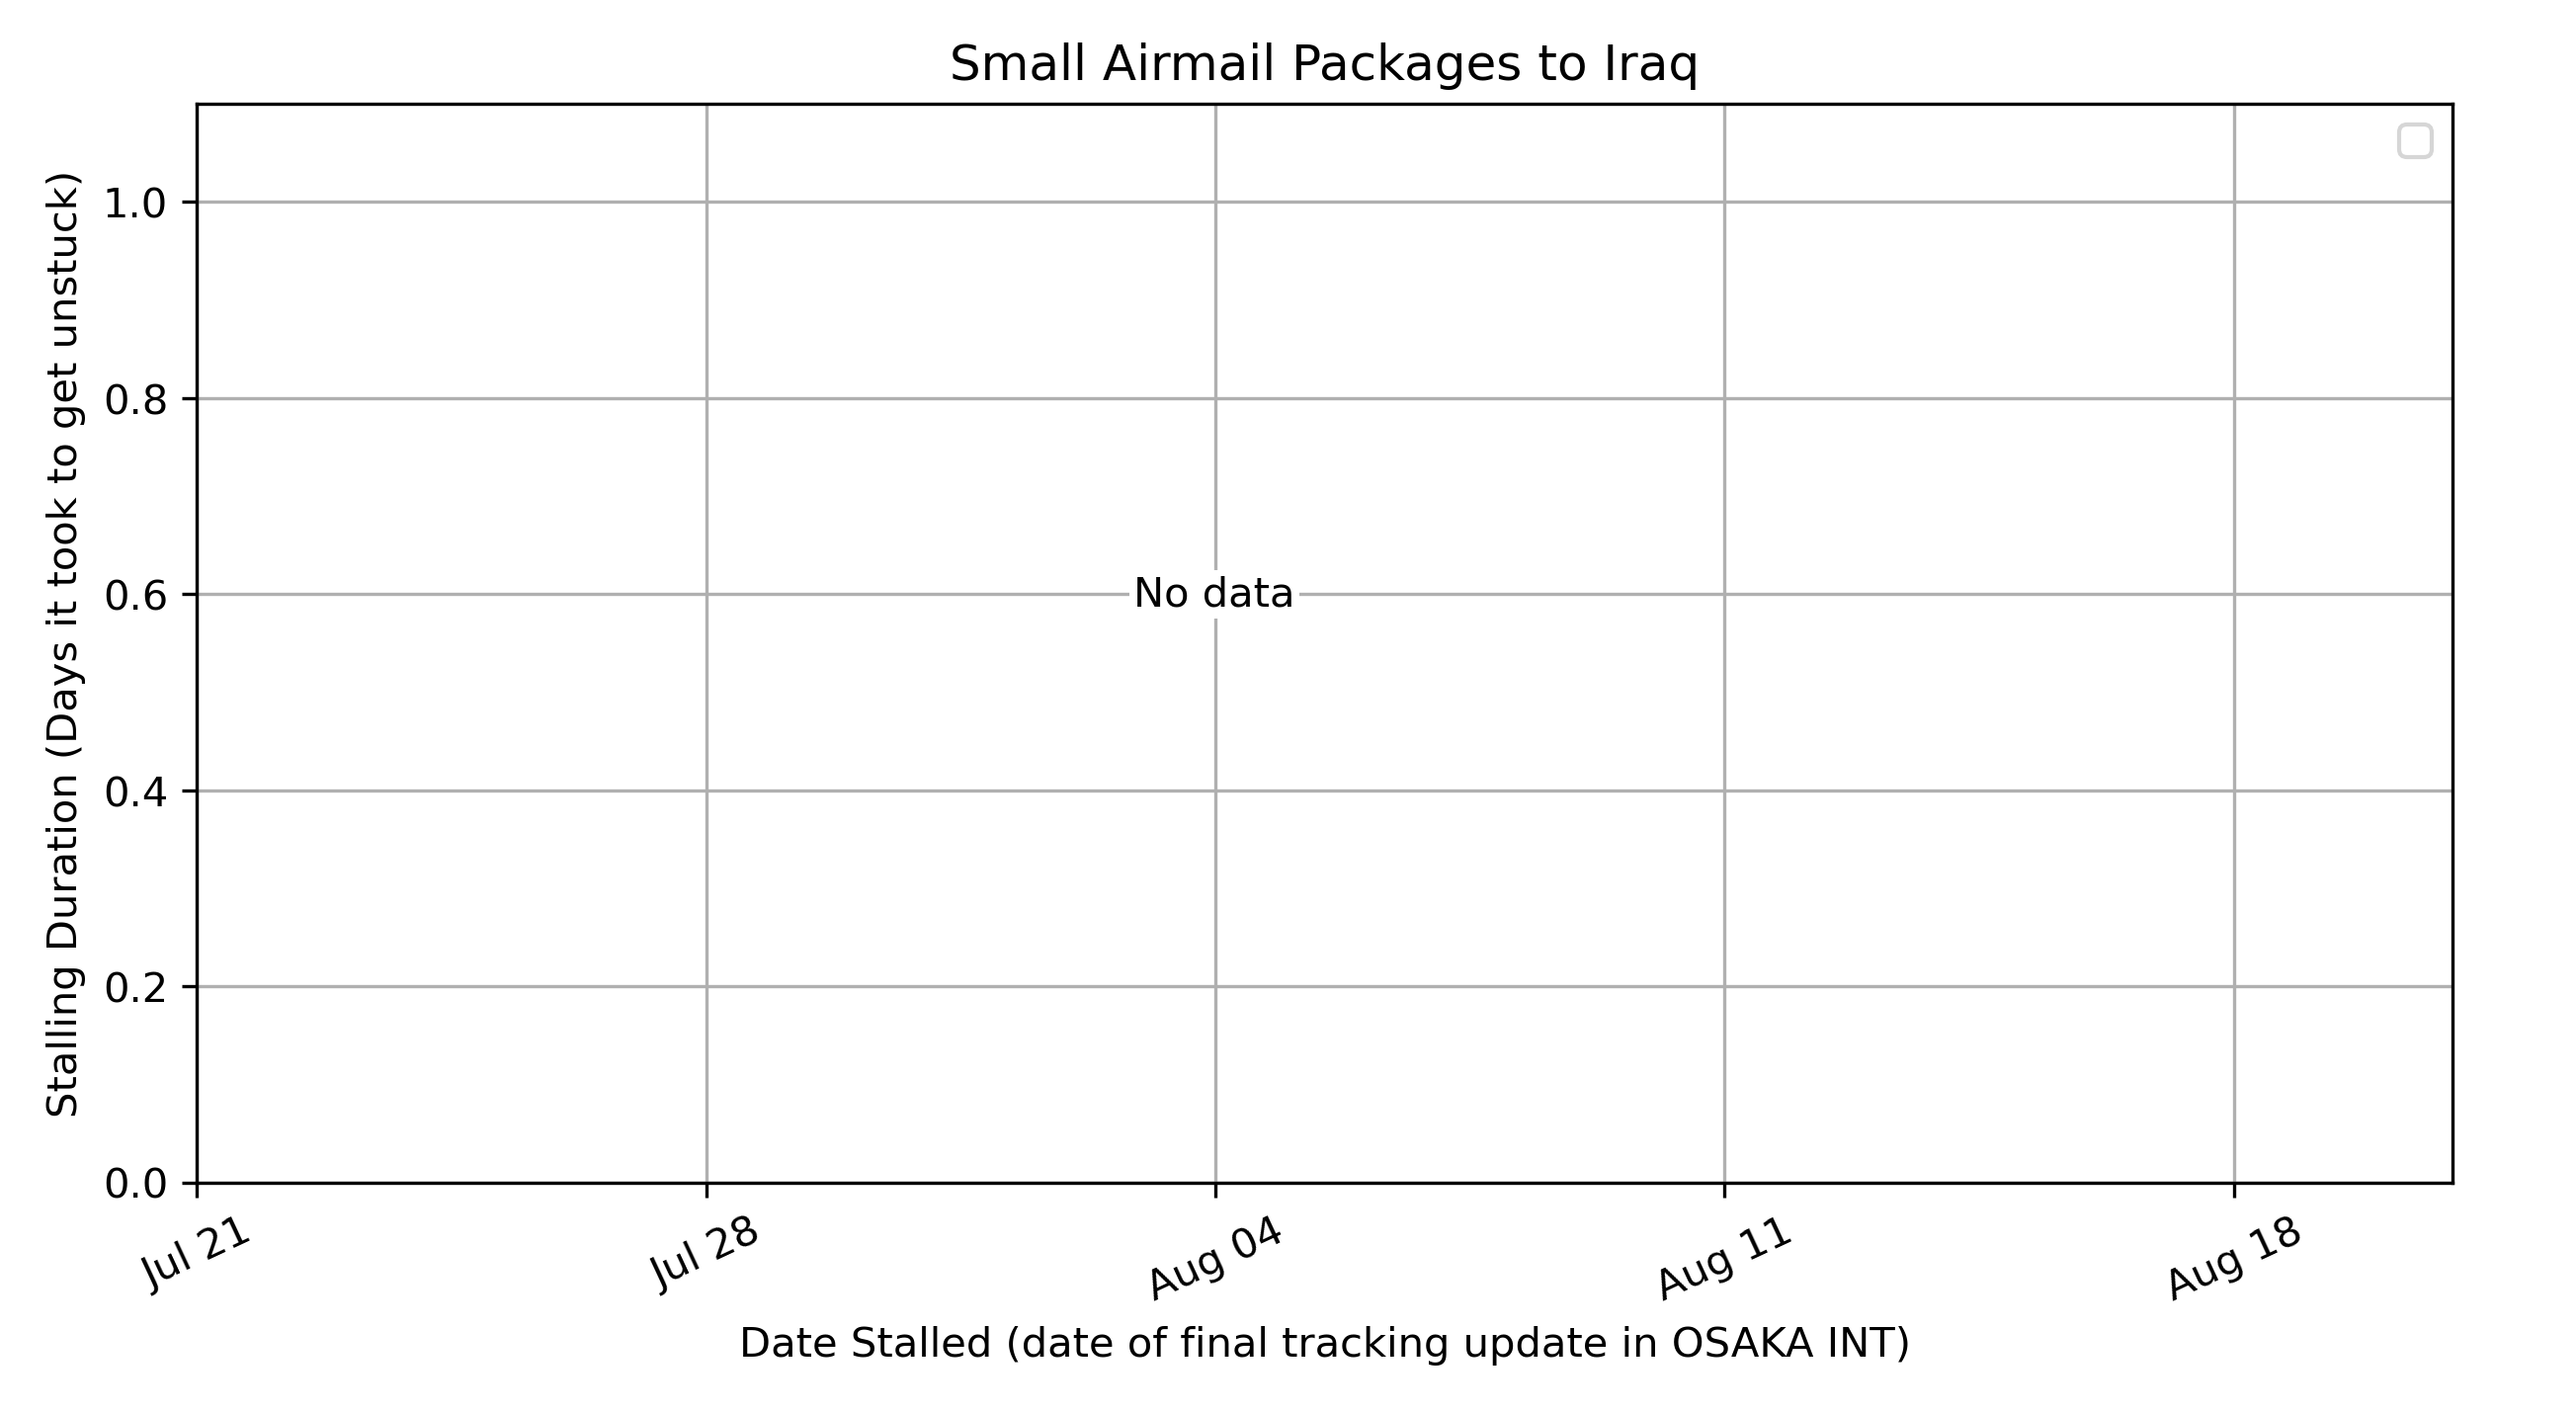 Small Airmail Packages to Iraq
Stalling Duration (Days it took to get unstuck)
1.0
0.8
0.6
0.4
0.2
0.0
No data
Jul 21
Jul 28
Aug 04
Aug 11
Aug 18
Date Stalled (date of final tracking update in OSAKA INT)